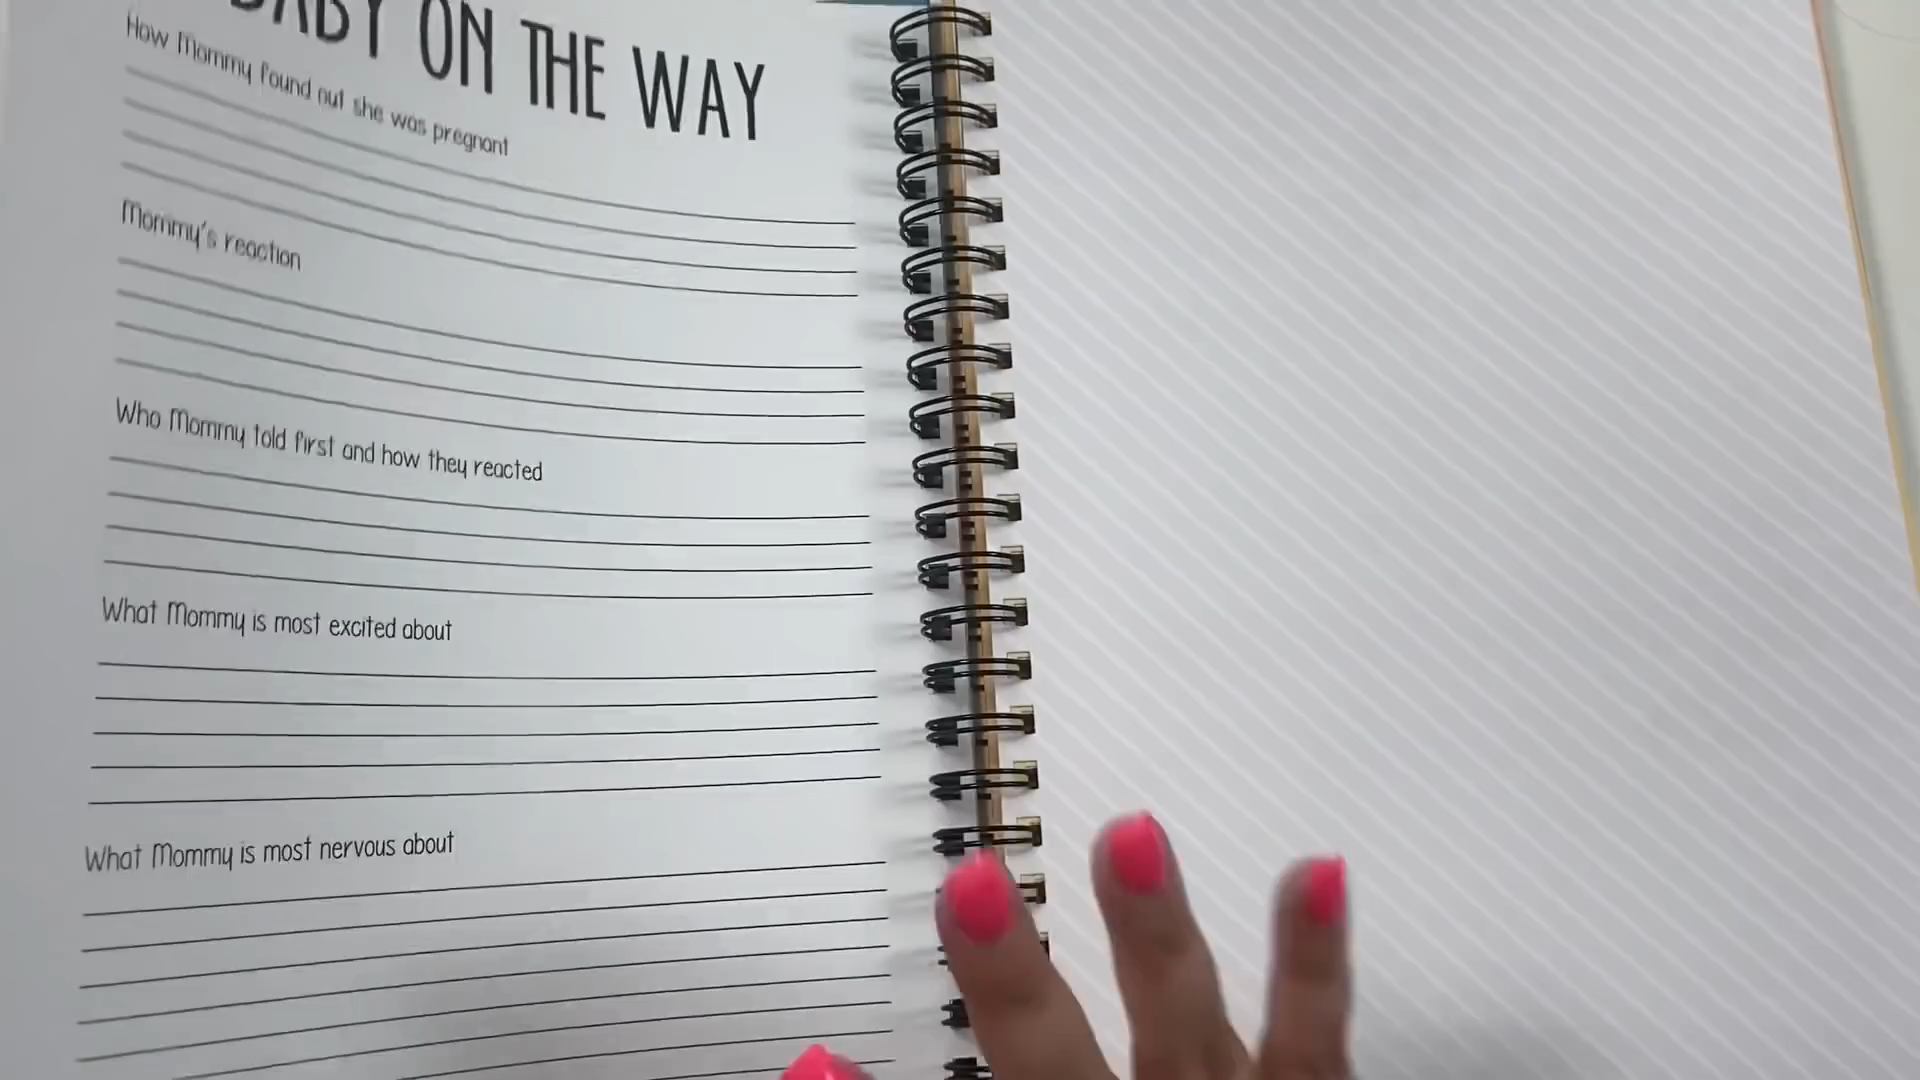 BABY ON THE WAY
How Mommy found out she was pregnant
Mommy's reaction
Who Mommy told first and how they reacted
What Mommy is most excited about
What Mommy is most nervous about